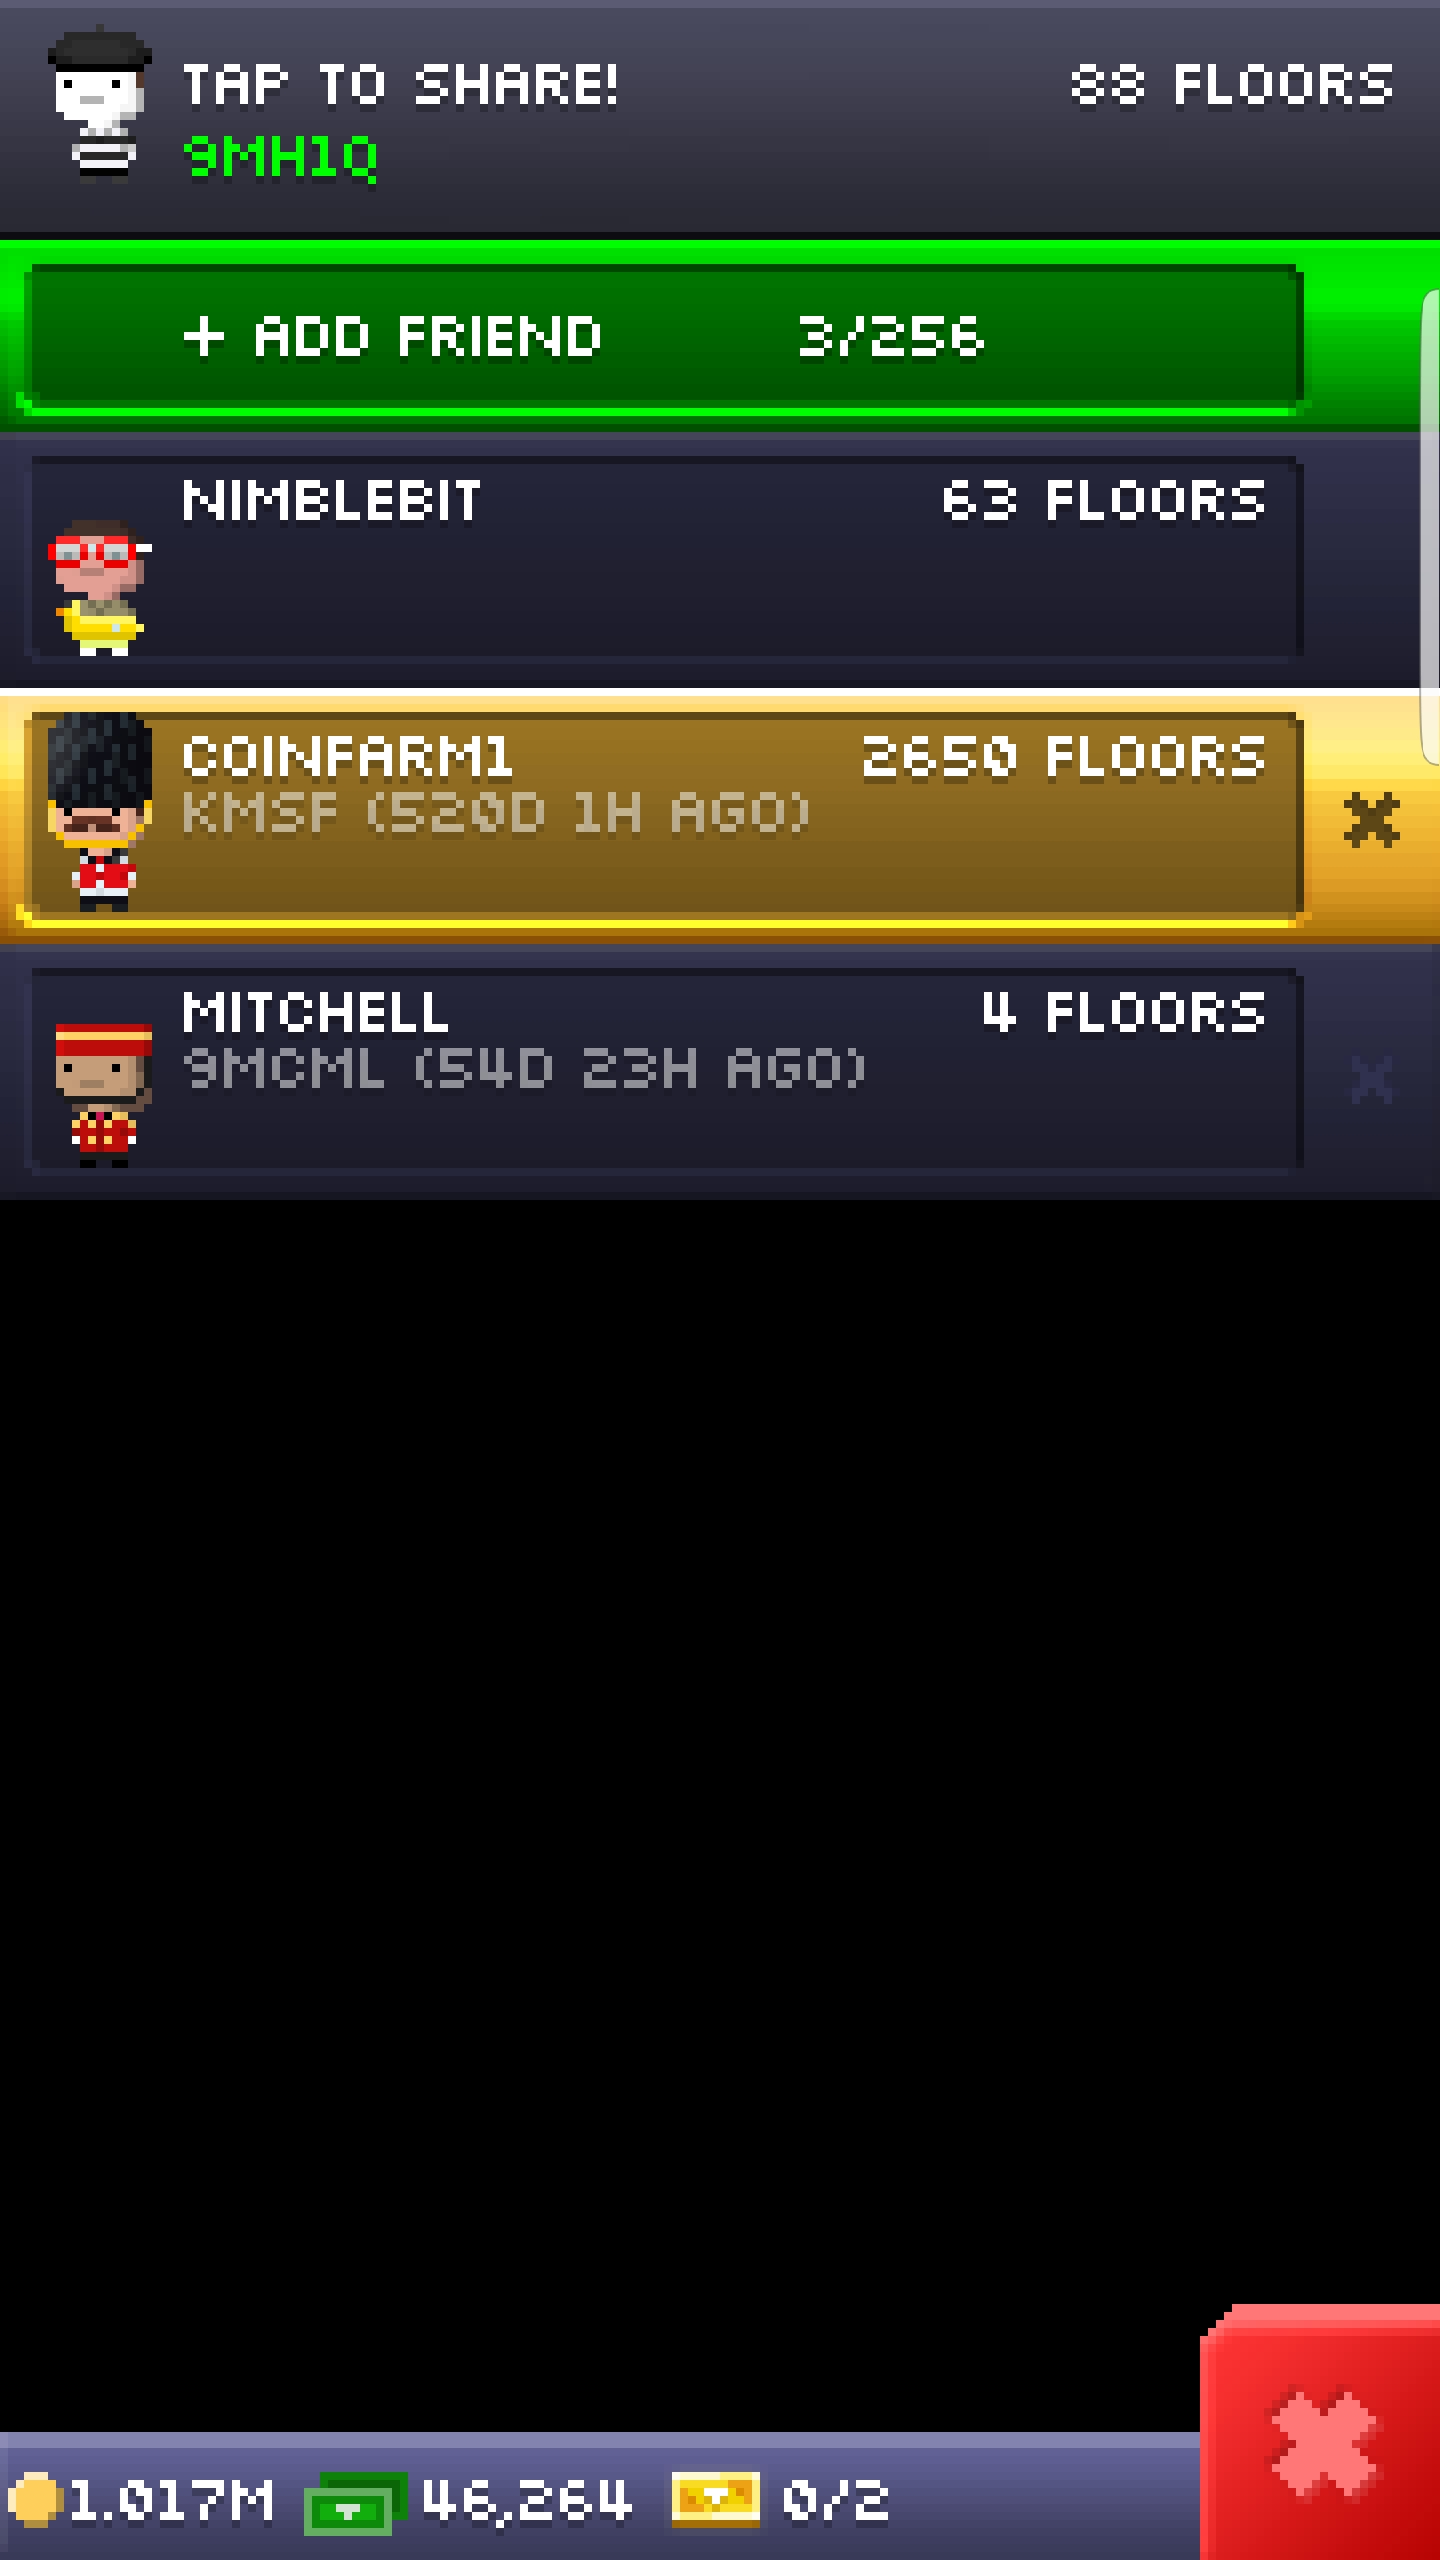 TAP TO SHARE! 88 FLOORS
9MH1Q
+ ADD FRIEND 3/256
NIMBLEBIT 63 FLOORS
COINFARM1 2650 FLOORS
KMSF (520D 1H AGO)
MITCHELL 4 FLOORS
9MCML (54D 23H AGO)
1.017M 46,264 0/2